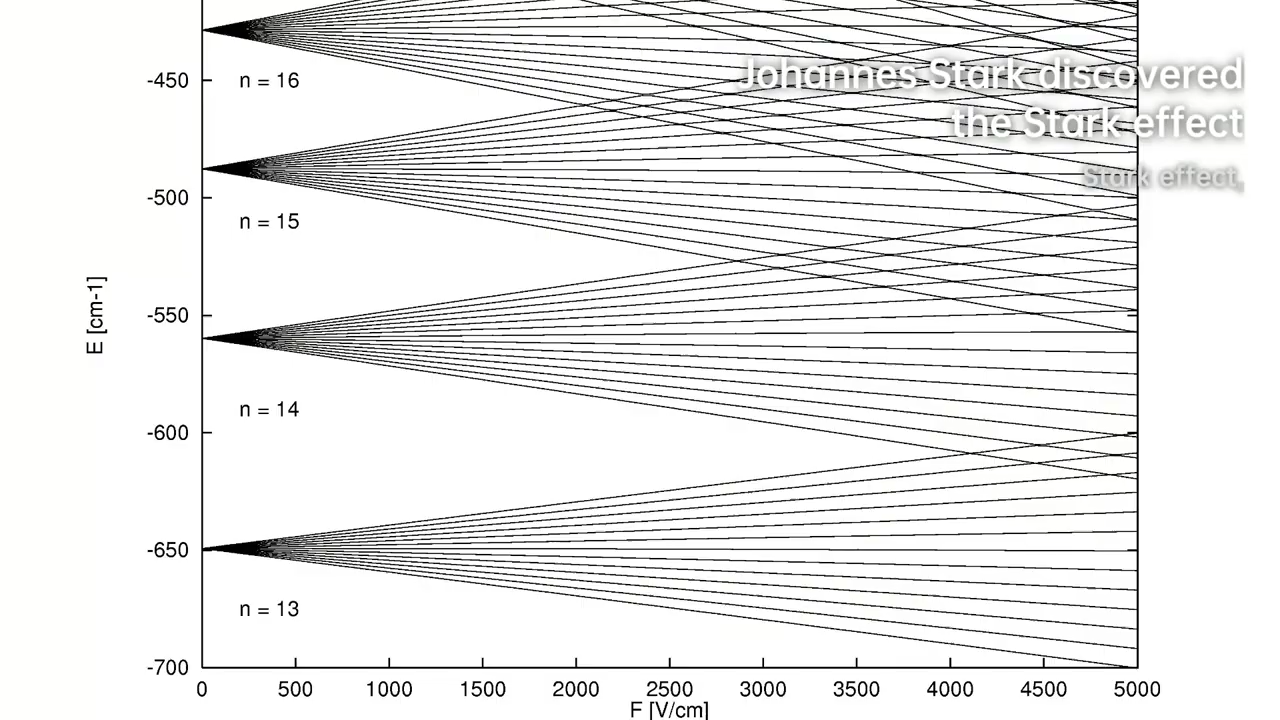 Johannes Stark discovered
the Stark effect
Stark effect,
-450
n = 16
-500
n = 15
-550
E [cm-1]
n = 14
-600
-650
n = 13
-700
0 500 1000 1500 2000 2500 3000 3500 4000 4500 5000
F [V/cm]